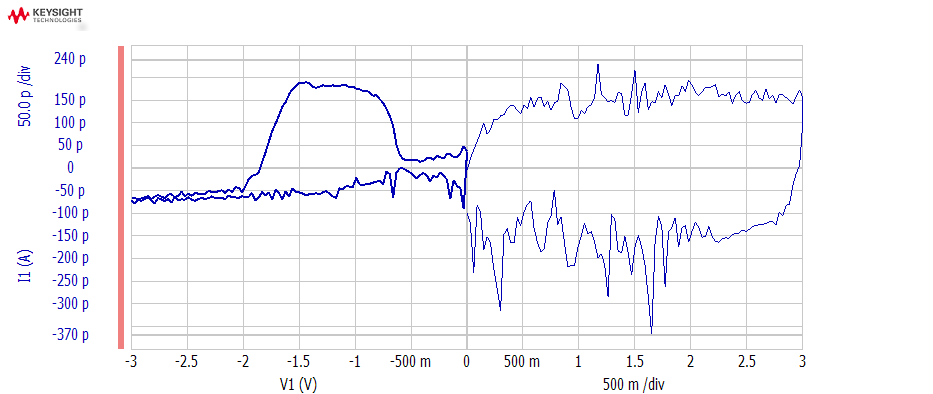 KEYSIGHT
TECHNOLOGIES
50.0 p /div
I1 (A)
240 p
150 p
100 p
50 p
0
-50 p
-100 p
-150 p
-200 p
-250 p
-300 p
-370 p
-3 -2.5 -2 -1.5 -1 -500 m 0 500 m 1 1.5 2 2.5 3
V1 (V) 500 m /div